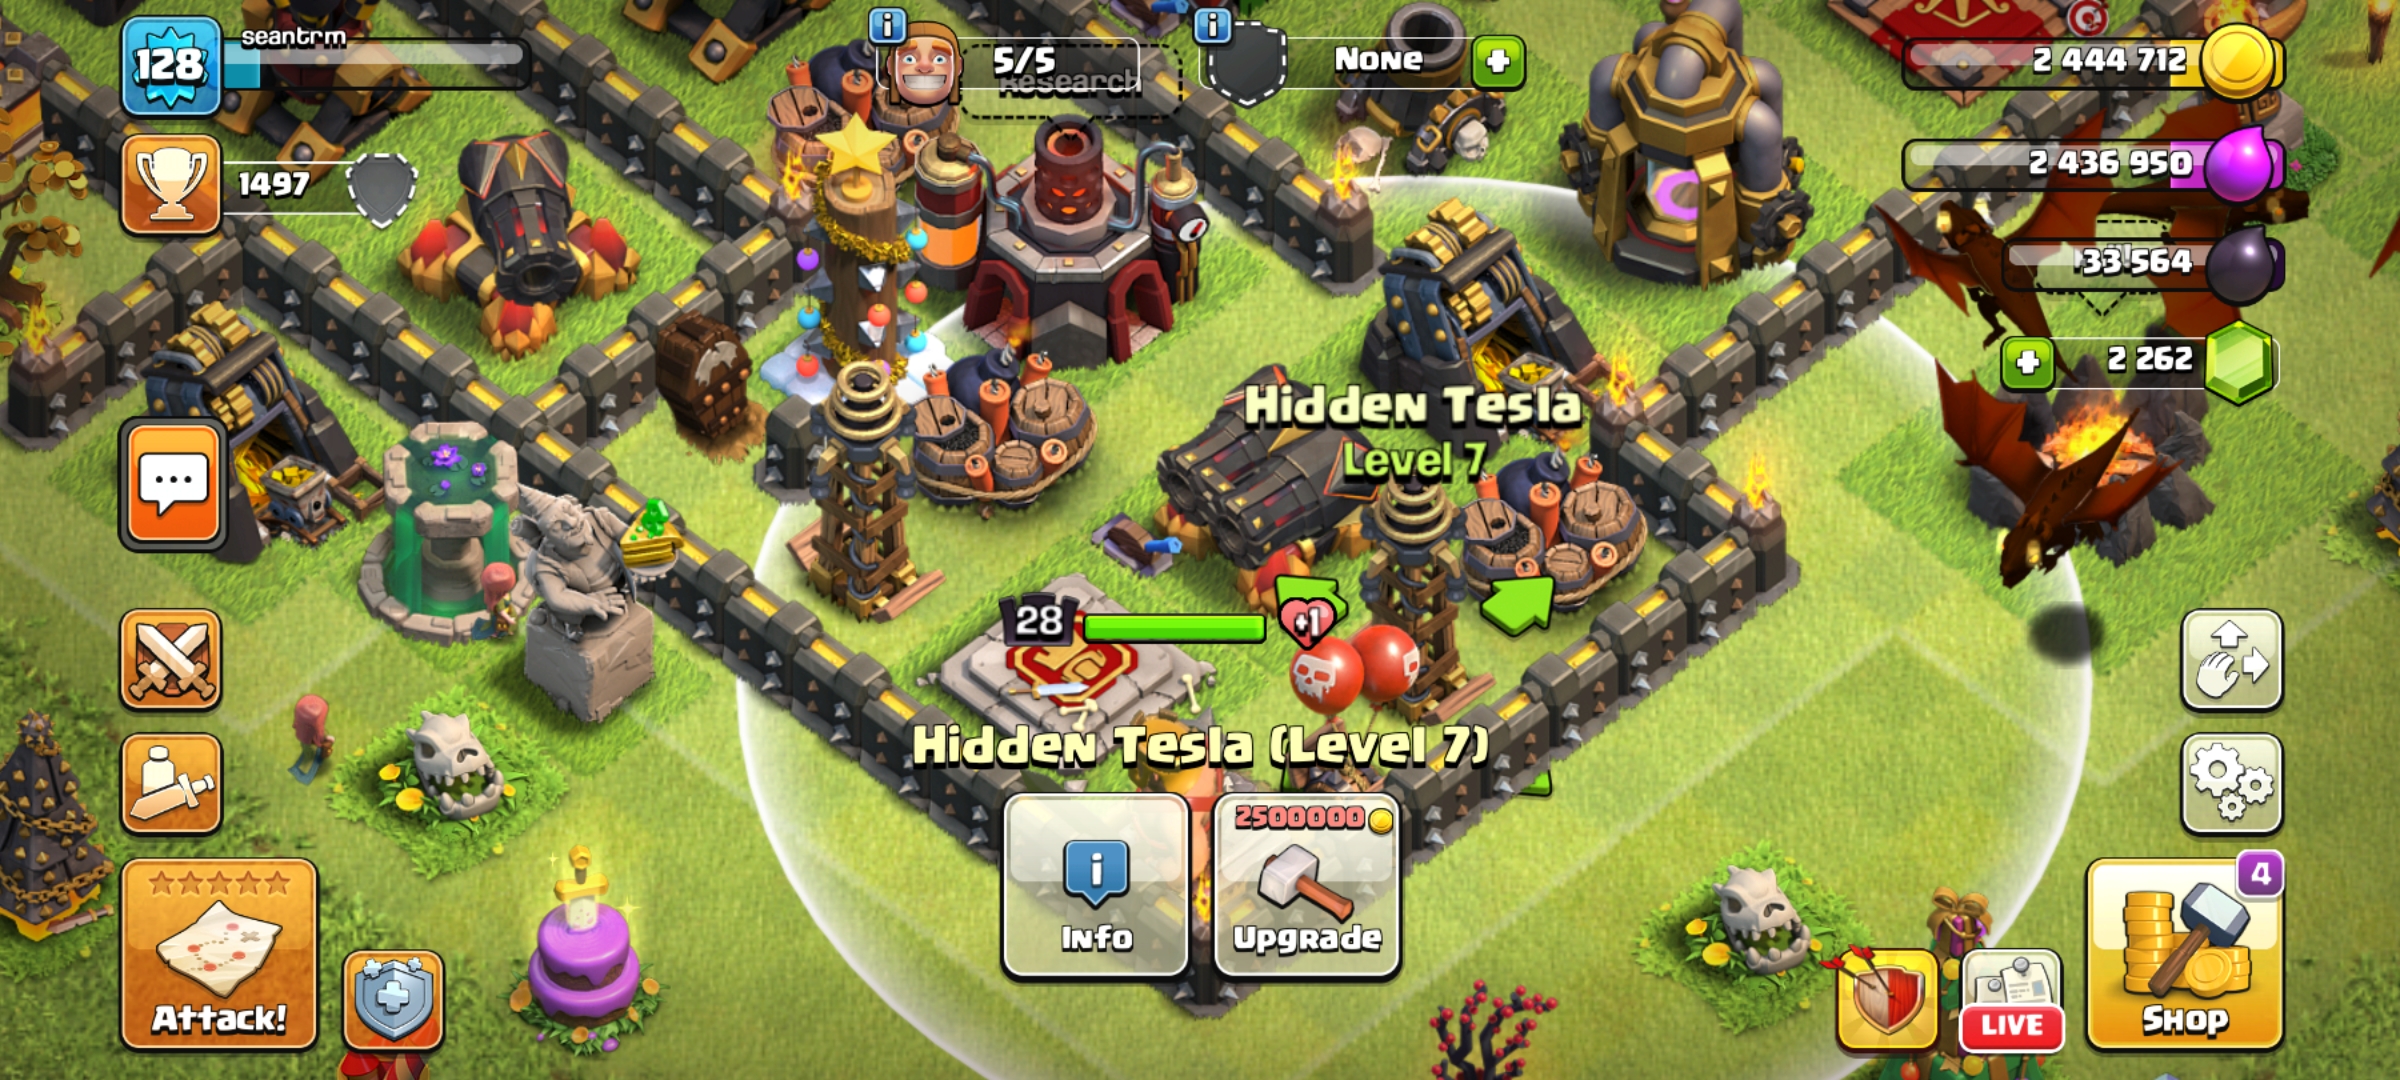 128
seantrm
5/5
Research
None
2 444 712
1497
2 436 950
33 564
2 262
Hidden Tesla
Level 7
28
+1
Hidden Tesla (Level 7)
2500000
Info
Upgrade
4
Attack!
LIVE
Shop